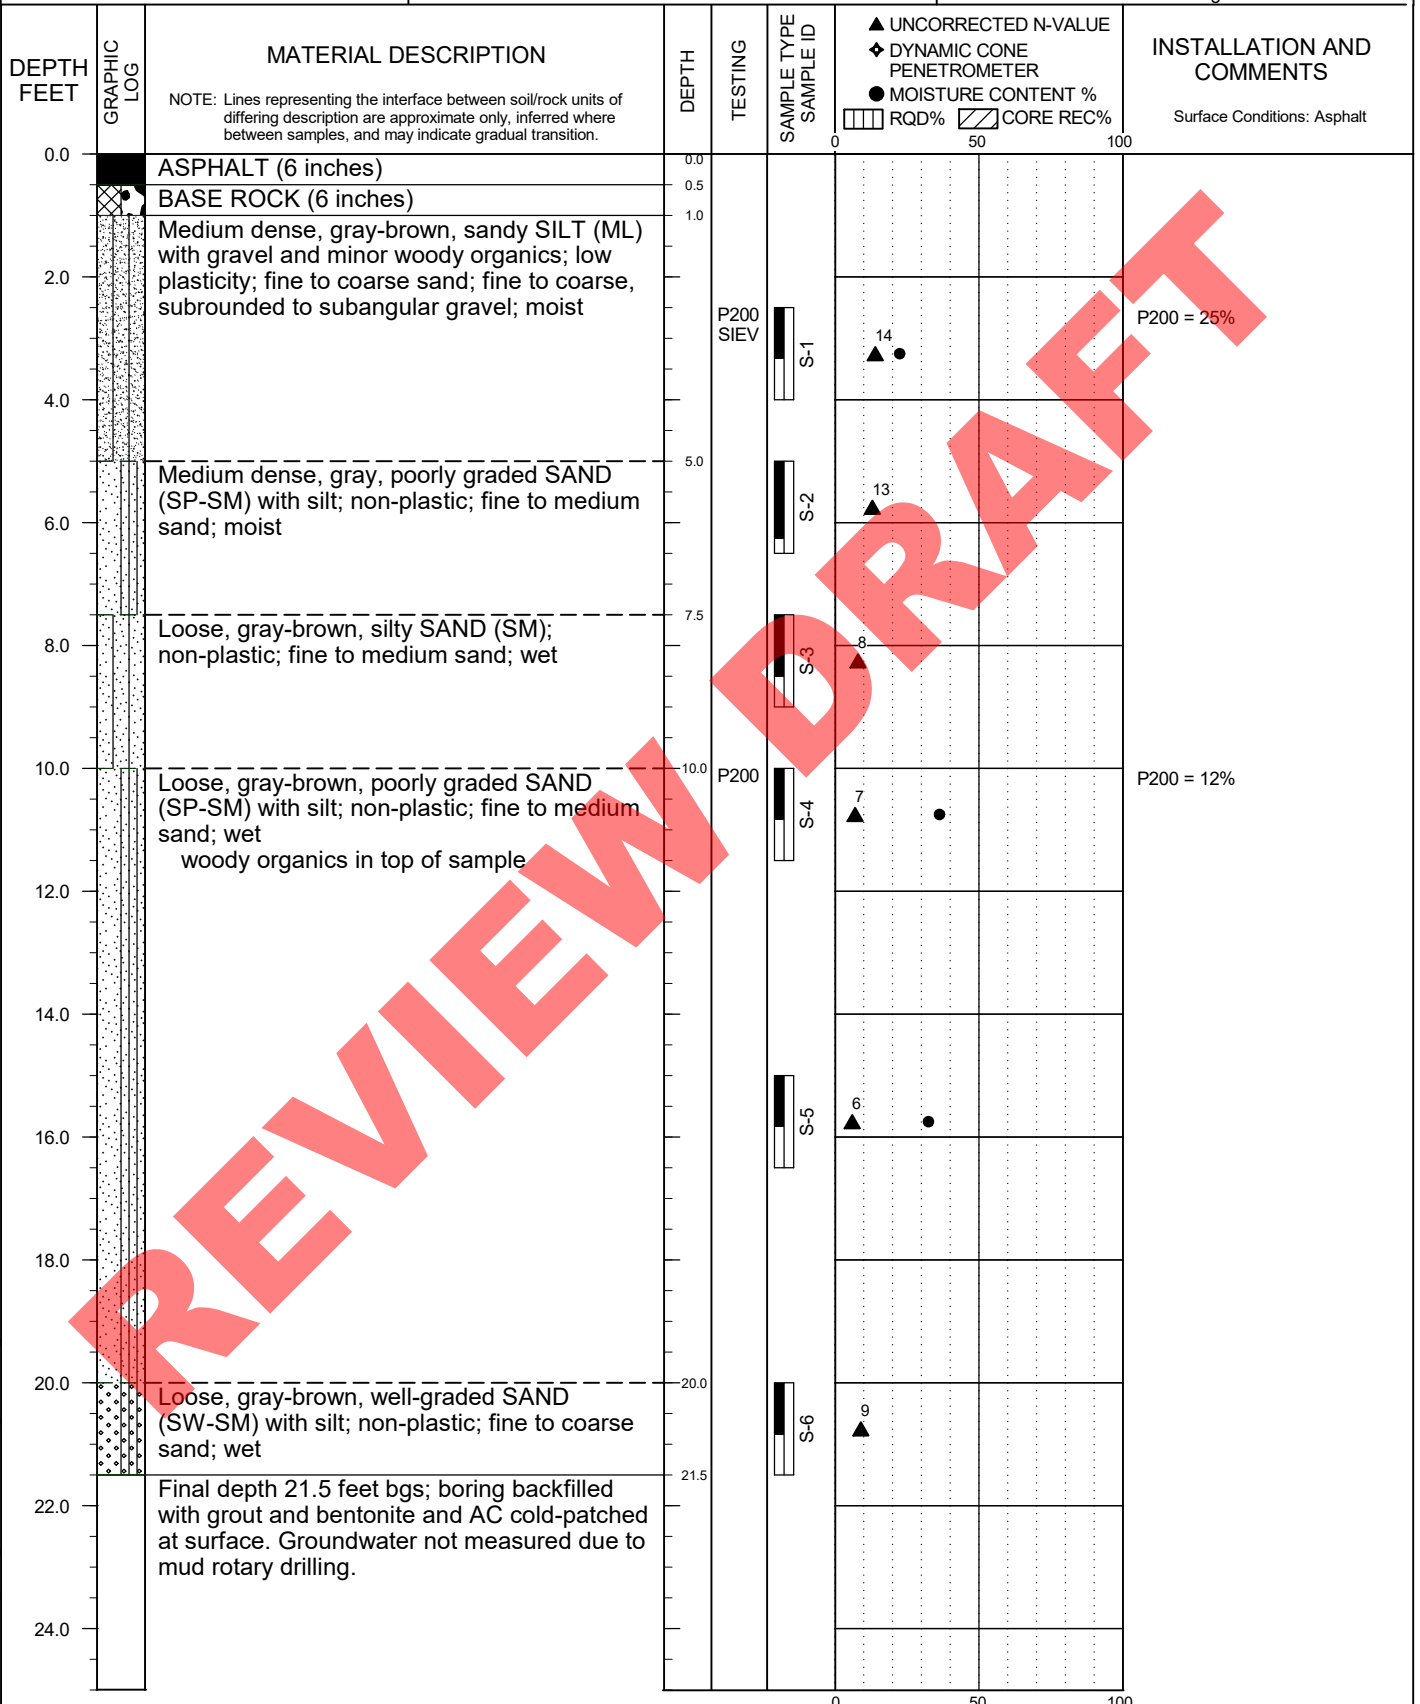 DEPTH
FEET
GRAPHIC
LOG
MATERIAL DESCRIPTION
NOTE: Lines representing the interface between soil/rock units of
differing description are approximate only, inferred where
between samples, and may indicate gradual transition.
DEPTH
TESTING
SAMPLE TYPE
SAMPLE ID
▲ UNCORRECTED N-VALUE
DYNAMIC CONE
PENETROMETER
● MOISTURE CONTENT %
RQD% CORE REC%
0 50 100
INSTALLATION AND
COMMENTS
Surface Conditions: Asphalt
0.0
ASPHALT (6 inches)
0.0
0.5
BASE ROCK (6 inches)
1.0
Medium dense, gray-brown, sandy SILT (ML)
with gravel and minor woody organics; low
plasticity; fine to coarse sand; fine to coarse,
subrounded to subangular gravel; moist
2.0
P200
SIEV
S-1
14
P200 = 25%
4.0
5.0
Medium dense, gray, poorly graded SAND
(SP-SM) with silt; non-plastic; fine to medium
sand; moist
S-2
13
6.0
7.5
Loose, gray-brown, silty SAND (SM);
non-plastic; fine to medium sand; wet
S-3
8
8.0
10.0
10.0
Loose, gray-brown, poorly graded SAND
(SP-SM) with silt; non-plastic; fine to medium
sand; wet
woody organics in top of sample
P200
S-4
7
P200 = 12%
12.0
14.0
S-5
6
16.0
18.0
20.0
20.0
Loose, gray-brown, well-graded SAND
(SW-SM) with silt; non-plastic; fine to coarse
sand; wet
S-6
9
21.5
Final depth 21.5 feet bgs; boring backfilled
with grout and bentonite and AC cold-patched
at surface. Groundwater not measured due to
mud rotary drilling.
22.0
24.0
0 50 100
REVIEW DRAFT